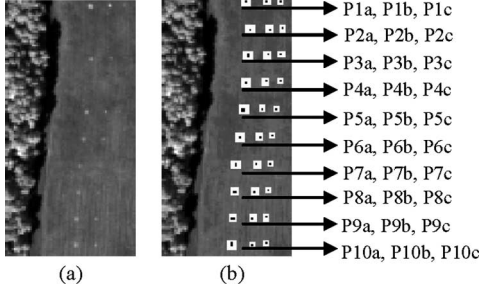 P1a, P1b, P1c
P2a, P2b, P2c
P3a, P3b, P3c
P4a, P4b, P4c
P5a, P5b, P5c
P6a, P6b, P6c
P7a, P7b, P7c
P8a, P8b, P8c
P9a, P9b, P9c
P10a, P10b, P10c
(a)
(b)